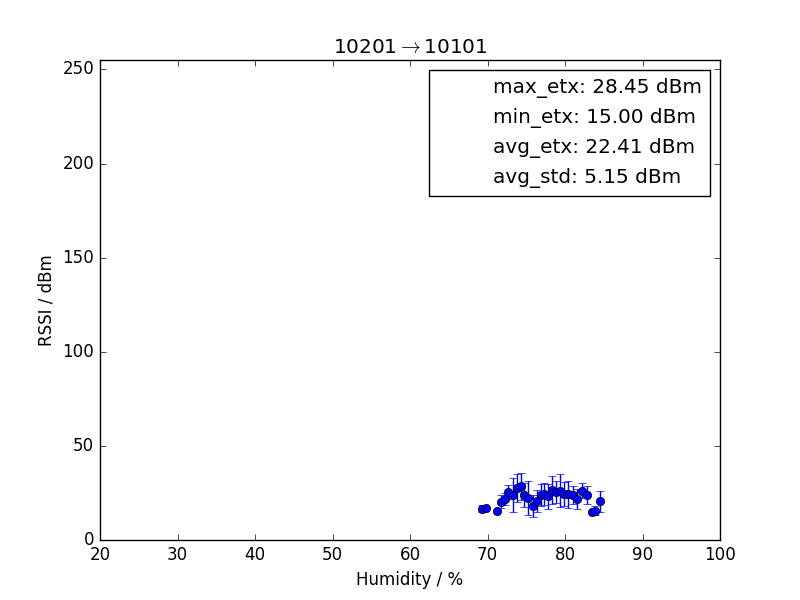 10201→10101
max_etx: 28.45 dBm
min_etx: 15.00 dBm
avg_etx: 22.41 dBm
avg_std: 5.15 dBm
RSSI / dBm
250
200
150
100
50
0
20 30 40 50 60 70 80 90 100
Humidity / %